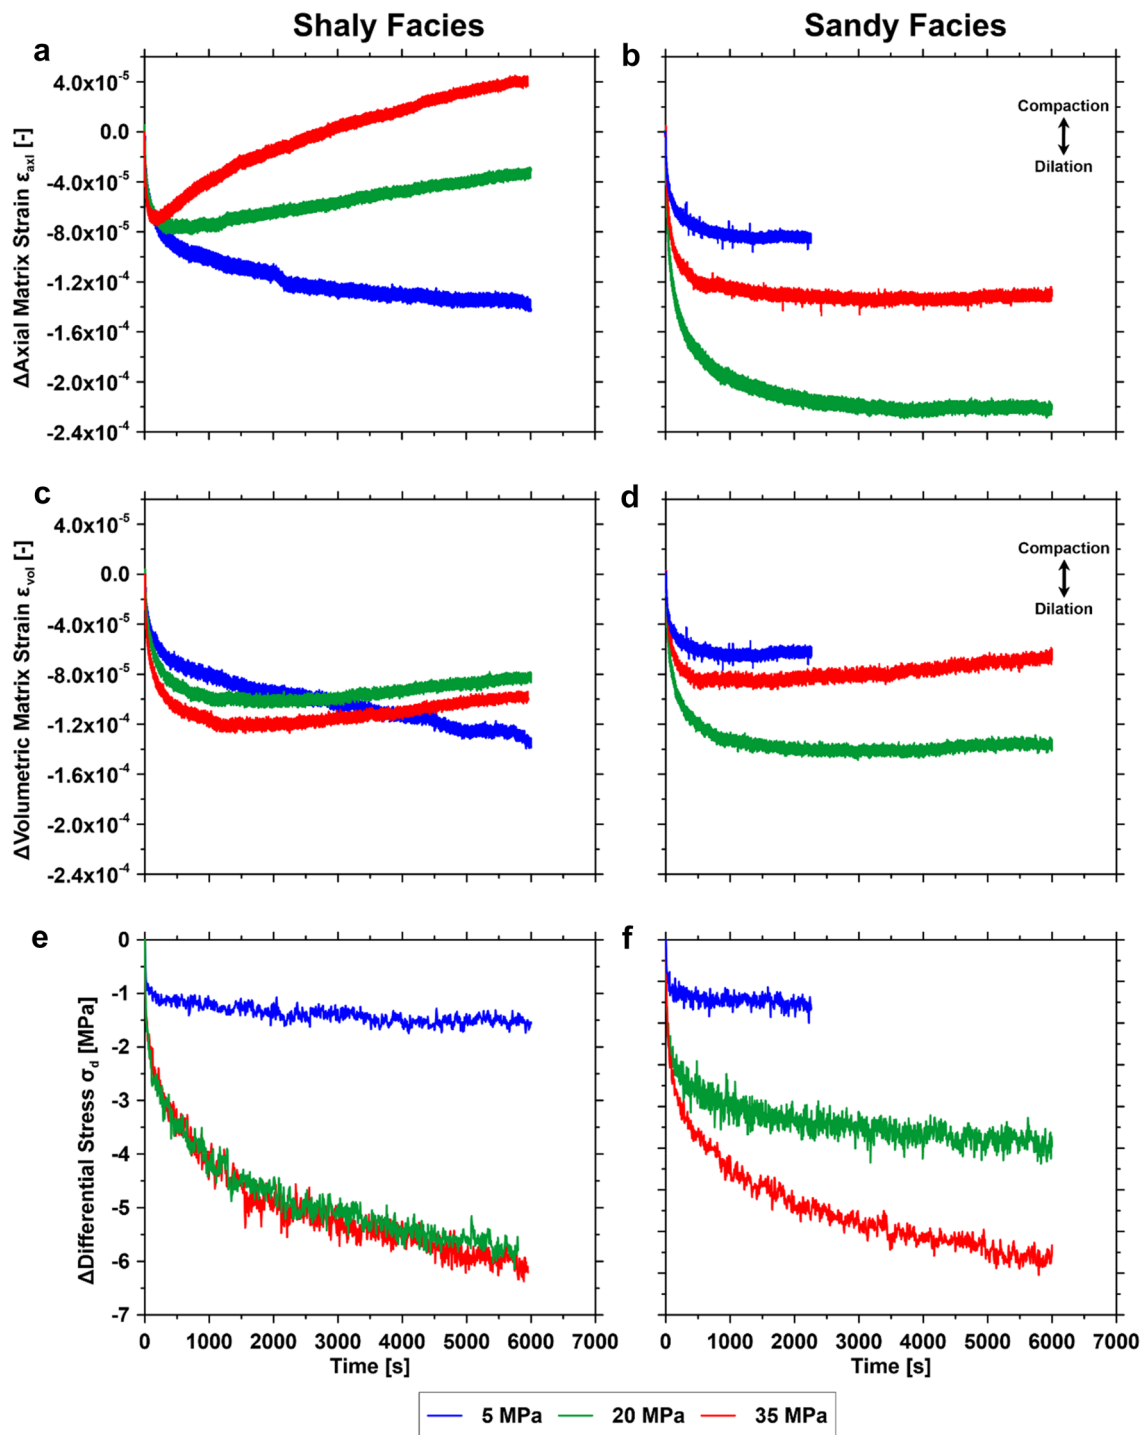 Shaly Facies
Sandy Facies
a
b
4.0x10⁻⁵
0.0
-4.0x10⁻⁵
-8.0x10⁻⁵
-1.2x10⁻⁴
-1.6x10⁻⁴
-2.0x10⁻⁴
-2.4x10⁻⁴
ΔAxial Matrix Strain ε_axl [-]
Compaction
Dilation
c
d
4.0x10⁻⁵
0.0
-4.0x10⁻⁵
-8.0x10⁻⁵
-1.2x10⁻⁴
-1.6x10⁻⁴
-2.0x10⁻⁴
-2.4x10⁻⁴
ΔVolumetric Matrix Strain ε_vol [-]
Compaction
Dilation
e
f
0
-1
-2
-3
-4
-5
-6
-7
ΔDifferential Stress σ_d [MPa]
0 1000 2000 3000 4000 5000 6000 7000
Time [s]
0 1000 2000 3000 4000 5000 6000 7000
Time [s]
5 MPa 20 MPa 35 MPa